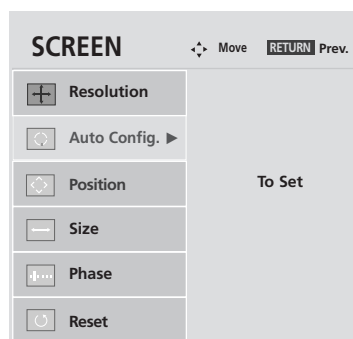 SCREEN Move RETURN Prev.
Resolution
Auto Config. ▶
Position
To Set
Size
Phase
Reset